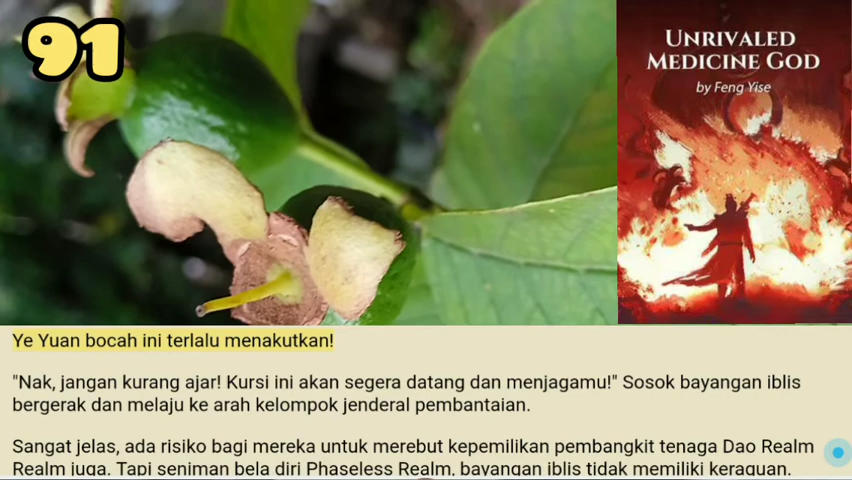 91
UNRIVALED
MEDICINE GOD
by Feng Yise
Ye Yuan bocah ini terlalu menakutkan!
"Nak, jangan kurang ajar! Kursi ini akan segera datang dan menjagamu!" Sosok bayangan iblis
bergerak dan melaju ke arah kelompok jenderal pembantaian.
Sangat jelas, ada risiko bagi mereka untuk merebut kepemilikan pembangkit tenaga Dao Realm
Realm juga. Tapi seniman bela diri Phaseless Realm, bayangan iblis tidak memiliki keraguan.